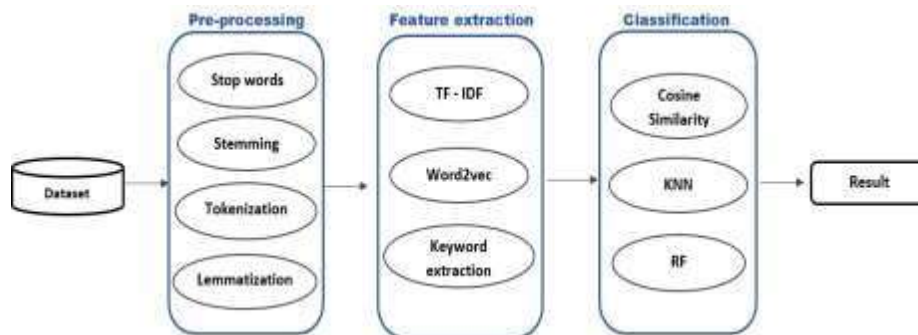 Pre-processing
Feature extraction
Classification
Dataset
Stop words
Stemming
Tokenization
Lemmatization
TF - IDF
Word2vec
Keyword
extraction
Cosine
Similarity
KNN
RF
Result